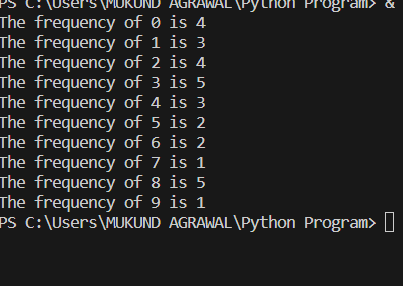 PS C:\Users\MUKUND AGRAWAL\Python Program> &
The frequency of 0 is 4
The frequency of 1 is 3
The frequency of 2 is 4
The frequency of 3 is 5
The frequency of 4 is 3
The frequency of 5 is 2
The frequency of 6 is 2
The frequency of 7 is 1
The frequency of 8 is 5
The frequency of 9 is 1
PS C:\Users\MUKUND AGRAWAL\Python Program>